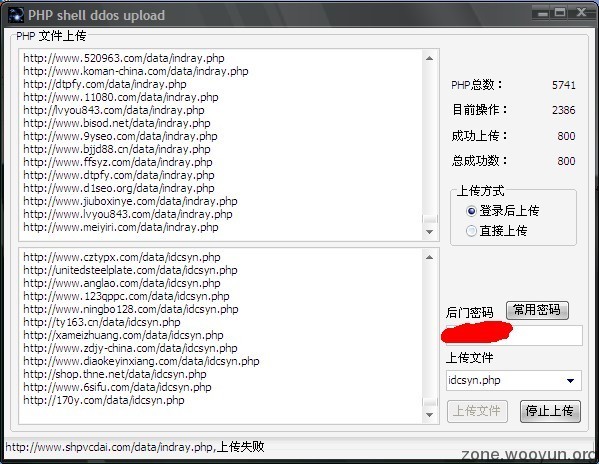 PHP shell ddos upload
PHP 文件上传
http://www.520963.com/data/indray.php
http://www.koman-china.com/data/indray.php
http://dtpfy.com/data/indray.php
http://www.11080.com/data/indray.php
http://lvyou843.com/data/indray.php
http://www.bisod.net/data/indray.php
http://www.9yseo.com/data/indray.php
http://www.bjjd88.cn/data/indray.php
http://www.ffsyz.com/data/indray.php
http://www.dtpfy.com/data/indray.php
http://www.d1seo.org/data/indray.php
http://www.jiuboxinye.com/data/indray.php
http://www.lvyou843.com/data/indray.php
http://www.meiyiri.com/data/indray.php
PHP总数： 5741
目前操作： 2386
成功上传： 800
总成功数： 800
上传方式
登录后上传
直接上传
http://www.cztypx.com/data/idcsyn.php
http://unitedsteelplate.com/data/idcsyn.php
http://www.anglao.com/data/idcsyn.php
http://www.123qppc.com/data/idcsyn.php
http://www.ningbo128.com/data/idcsyn.php
http://ty163.cn/data/idcsyn.php
http://xameizhuang.com/data/idcsyn.php
http://www.zdjy-china.com/data/idcsyn.php
http://www.diaokeyinxiang.com/data/idcsyn.php
http://shop.thne.net/data/idcsyn.php
http://www.6sifu.com/data/idcsyn.php
http://170y.com/data/idcsyn.php
后门密码 常用密码
上传文件
idcsyn.php
上传文件 停止上传
http://www.shpvcdai.com/data/indray.php,上传失败
zone.wooyun.org